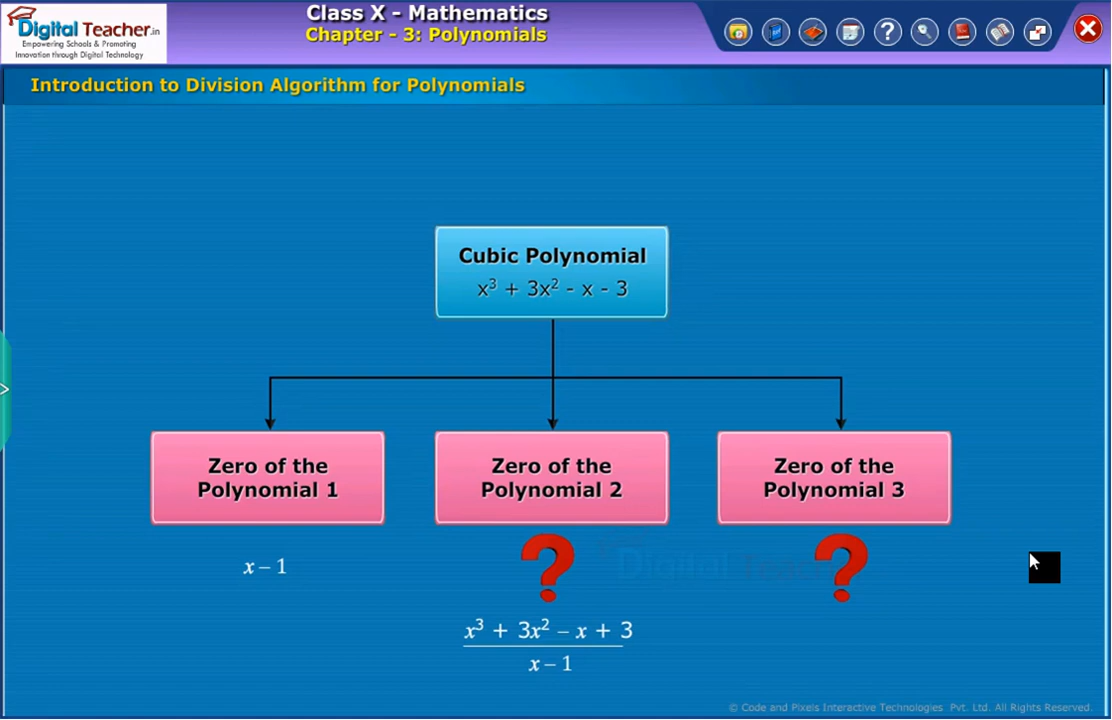 Digital Teacher.in
Empowering Schools & Promoting
Innovation through Digital Technology
Class X - Mathematics
Chapter - 3: Polynomials
?
Introduction to Division Algorithm for Polynomials
Cubic Polynomial
x³ + 3x² - x - 3
Zero of the
Polynomial 1
Zero of the
Polynomial 2
Zero of the
Polynomial 3
x – 1
?
?
Digital Teacher
x³ + 3x² – x + 3
x – 1
© Code and Pixels Interactive Technologies Pvt. Ltd. All Rights Reserved.